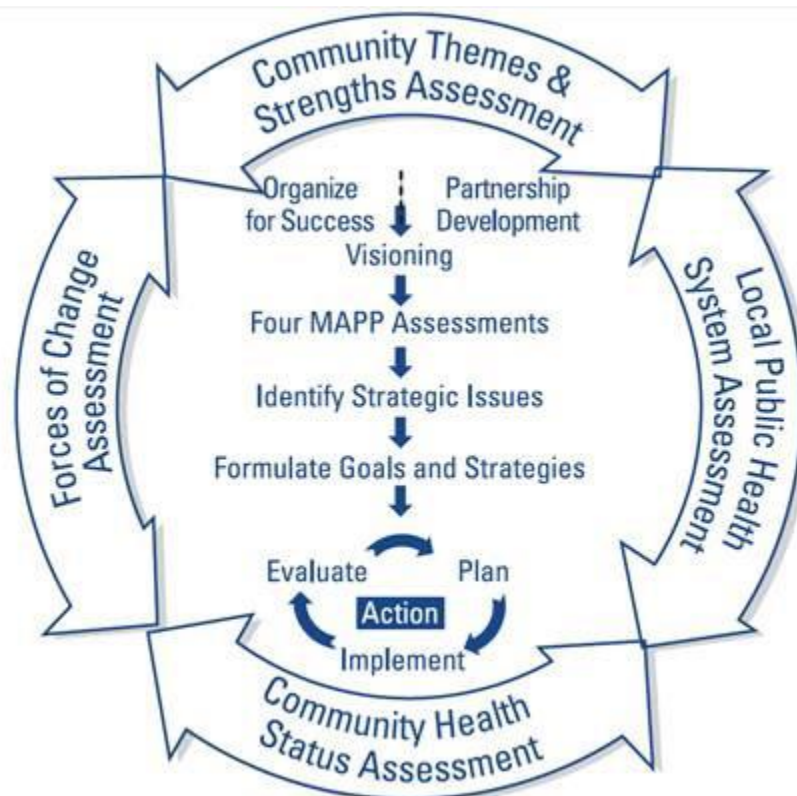 Community Themes &
Strengths Assessment
Organize
for Success
Partnership
Development
Visioning
Four MAPP Assessments
Identify Strategic Issues
Formulate Goals and Strategies
Evaluate
Plan
Action
Implement
Forces of Change
Assessment
Local Public Health
System Assessment
Community Health
Status Assessment